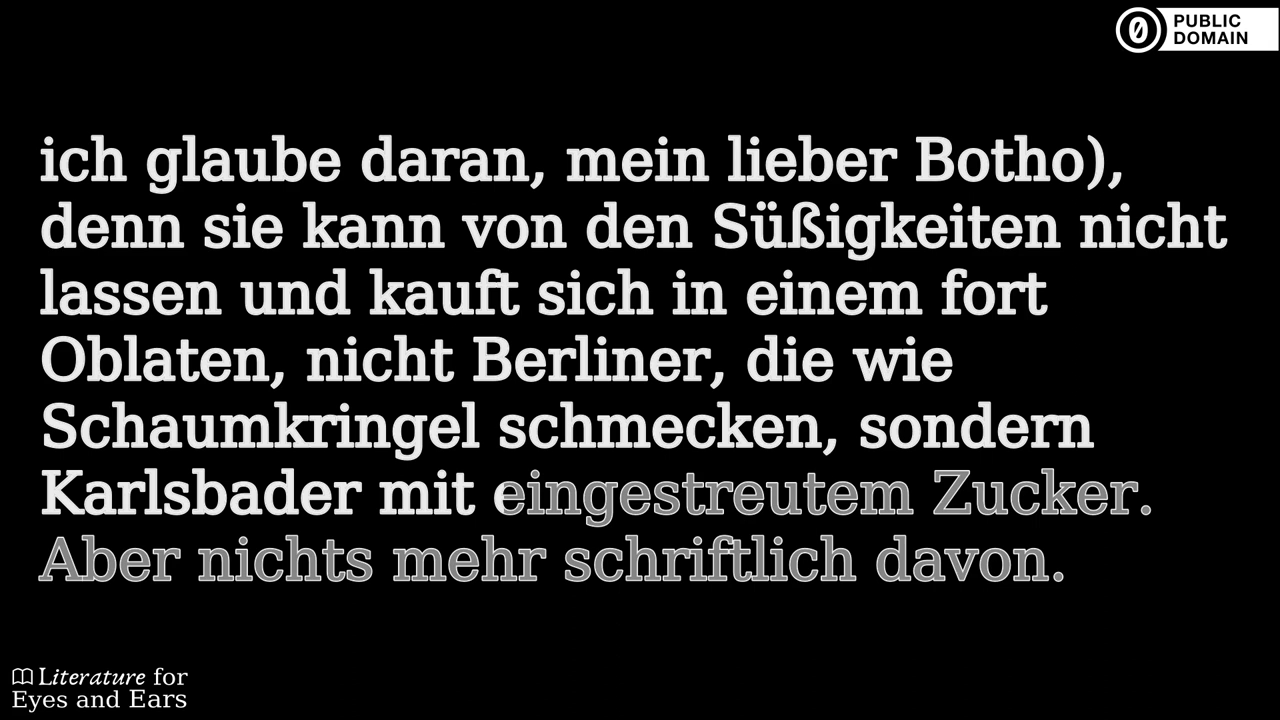 PUBLIC
DOMAIN
ich glaube daran, mein lieber Botho),
denn sie kann von den Süßigkeiten nicht
lassen und kauft sich in einem fort
Oblaten, nicht Berliner, die wie
Schaumkringel schmecken, sondern
Karlsbader mit eingestreutem Zucker.
Aber nichts mehr schriftlich davon.
Literature for
Eyes and Ears